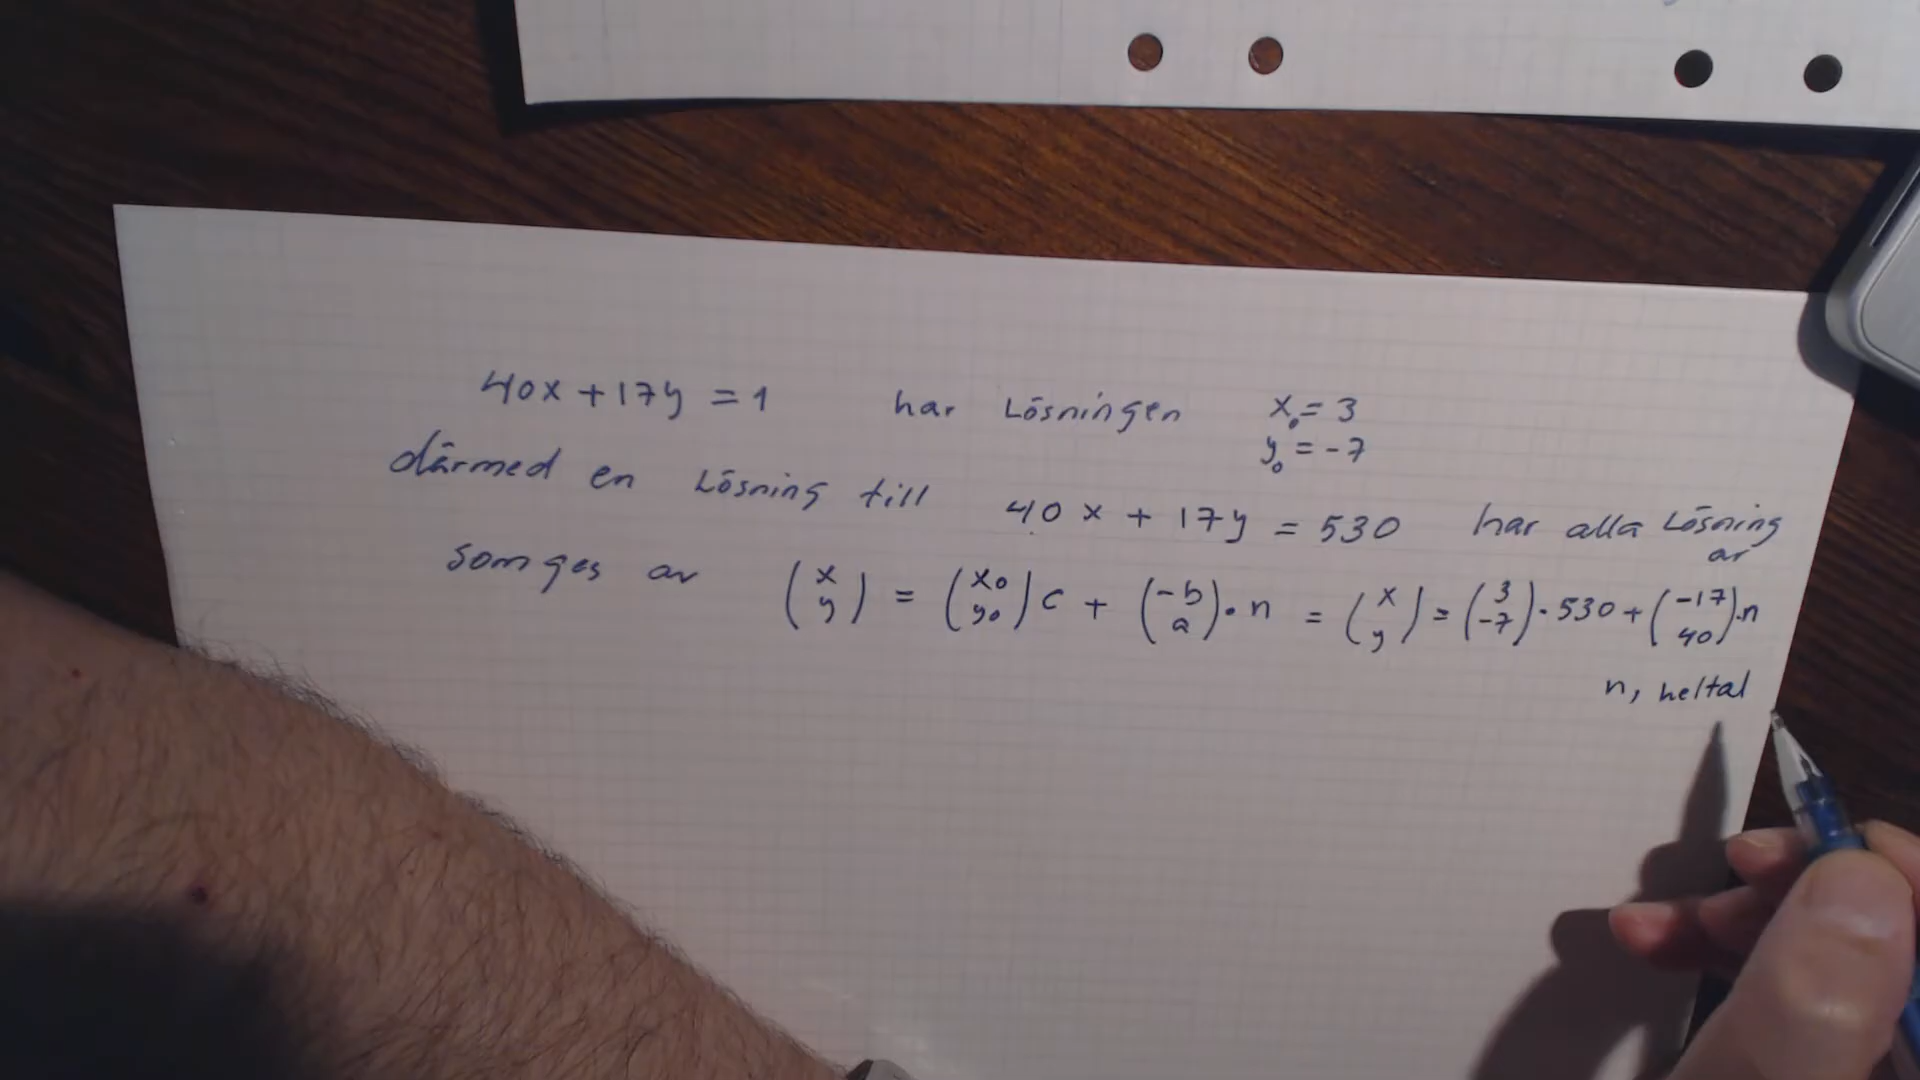 40x + 17y = 1 har Lösningen x₀ = 3
y₀ = -7
därmed en Lösning till 40x + 17y = 530 har alla Lösning
ar
som ges av (x y) = (x₀ y₀)c + (-b a)·n = (x y) = (3 -7)·530 + (-17 40)·n
n, heltal